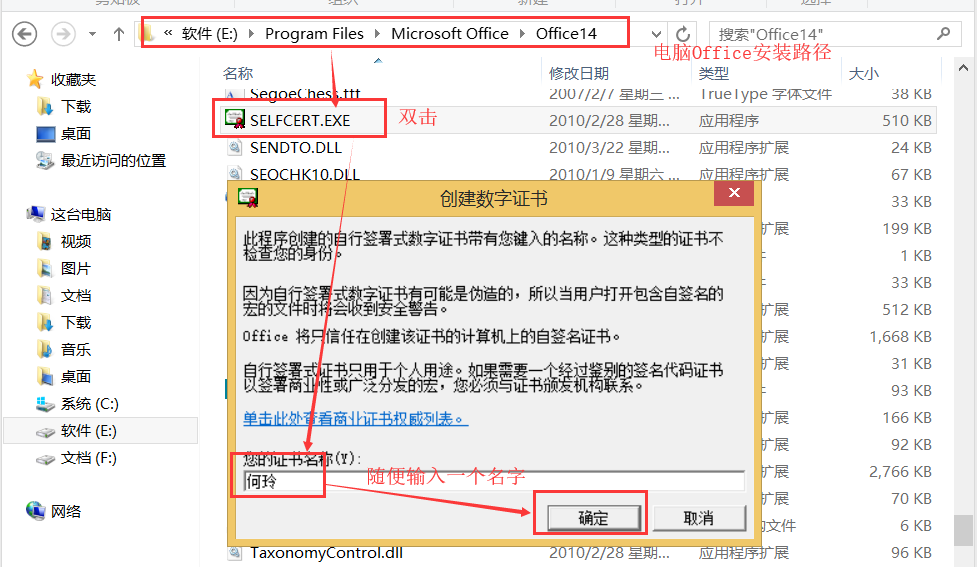 « 软件 (E:) ▸ Program Files ▸ Microsoft Office ▸ Office14
搜索"Office14"
电脑Office安装路径
名称 修改日期 类型 大小
收藏夹
下载
桌面
最近访问的位置
这台电脑
视频
图片
文档
下载
音乐
桌面
系统 (C:)
软件 (E:)
文档 (F:)
网络
SegoeChess.ttf 2007/2/7 星期三 ... TrueType 字体文件 38 KB
SELFCERT.EXE 双击 2010/2/28 星期... 应用程序 510 KB
SENDTO.DLL 2010/3/22 星期... 应用程序扩展 24 KB
SEQCHK10.DLL 2010/1/9 星期六 ... 应用程序扩展 67 KB
33 KB
扩展 199 KB
1 KB
33 KB
扩展 512 KB
扩展 1,668 KB
扩展 31 KB
93 KB
扩展 166 KB
扩展 92 KB
扩展 2,766 KB
扩展 70 KB
文件 6 KB
TaxonomyControl.dll 2010/2/28 星期... 应用程序扩展 96 KB
创建数字证书
此程序创建的自行签署式数字证书带有您键入的名称。这种类型的证书不
检查您的身份。
因为自行签署式数字证书有可能是伪造的，所以当用户打开包含自签名的
宏的文件时将会收到安全警告。
Office 将只信任在创建该证书的计算机上的自签名证书。
自行签署式证书只用于个人用途。如果需要一个经过鉴别的签名代码证书
以签署商业性或广泛分发的宏，您必须与证书颁发机构联系。
单击此处查看商业证书权威列表。
您的证书名称(Y):
何玲
随便输入一个名字
确定 取消